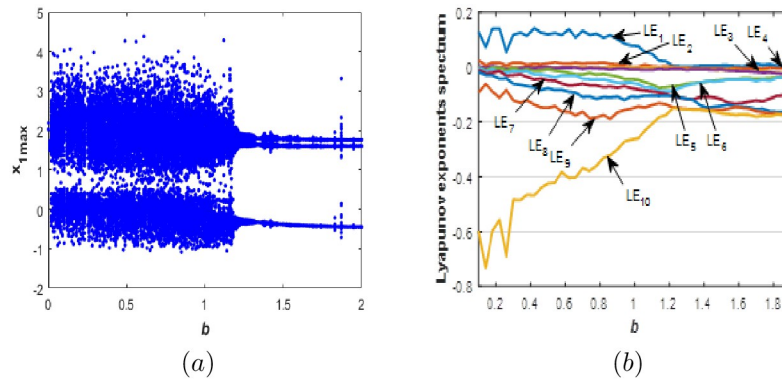 5
4
3
2
1
0
-1
-2
x1max
0
0.5
1
1.5
2
b
(a)
0.2
0
-0.2
-0.4
-0.6
-0.8
Lyapunov exponents spectrum
LE1
LE2
LE3
LE4
LE5
LE6
LE7
LE8
LE9
LE10
0.2 0.4 0.6 0.8 1 1.2 1.4 1.6 1.8
b
(b)